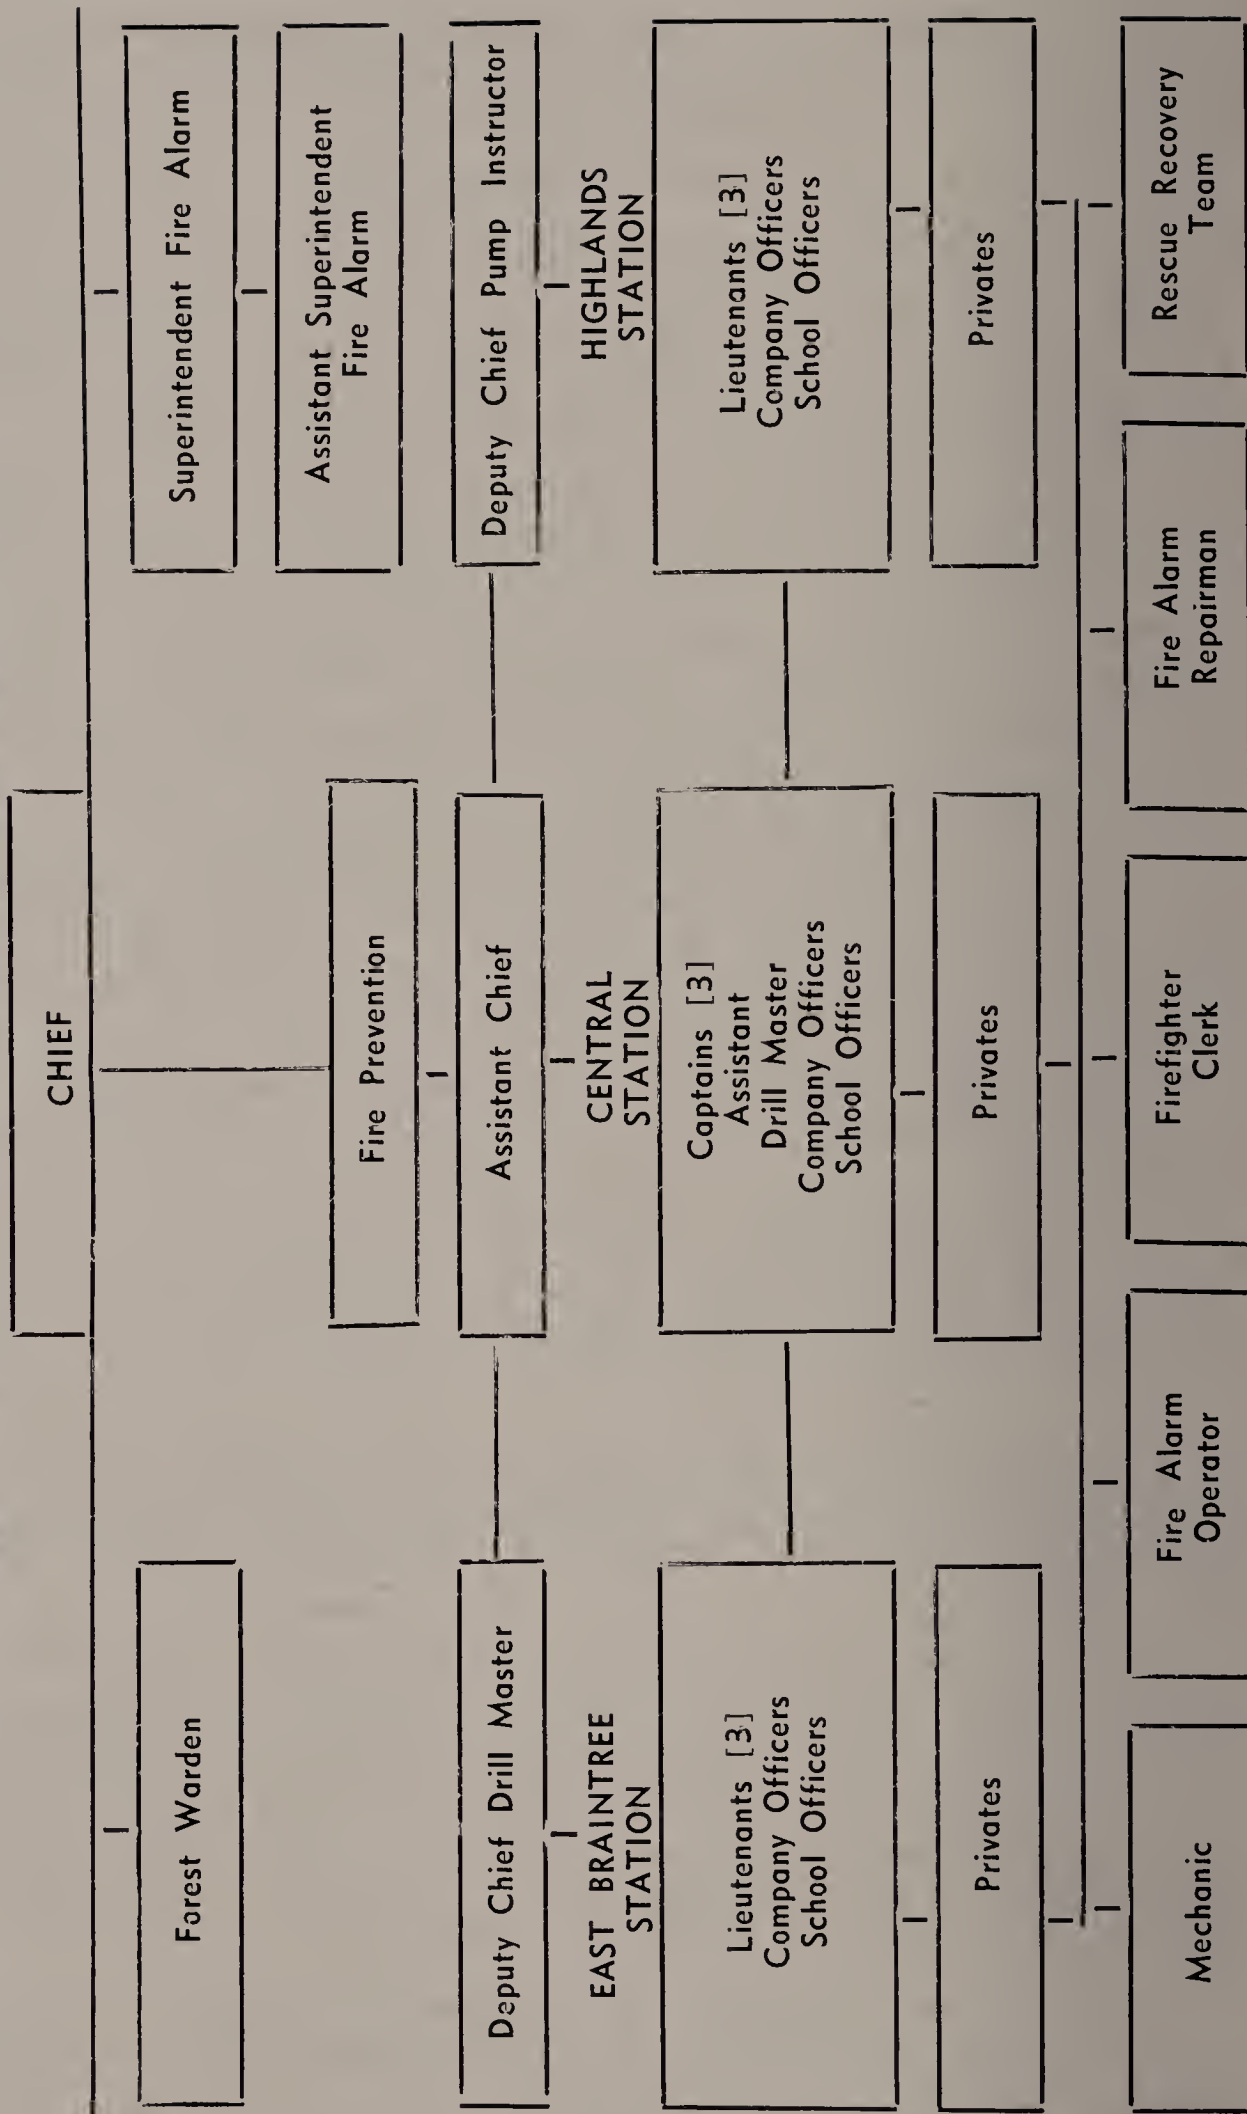 CHIEF
Forest Warden
Superintendent Fire Alarm
Assistant Superintendent
Fire Alarm
Fire Prevention
Deputy Chief Drill Master
Assistant Chief
Deputy Chief Pump Instructor
EAST BRAINTREE
STATION
CENTRAL
STATION
HIGHLANDS
STATION
Lieutenants [3]
Company Officers
School Officers
Captains [3]
Assistant
Drill Master
Company Officers
School Officers
Lieutenants [3]
Company Officers
School Officers
Privates
Privates
Privates
Mechanic
Fire Alarm
Operator
Firefighter
Clerk
Fire Alarm
Repairman
Rescue Recovery
Team